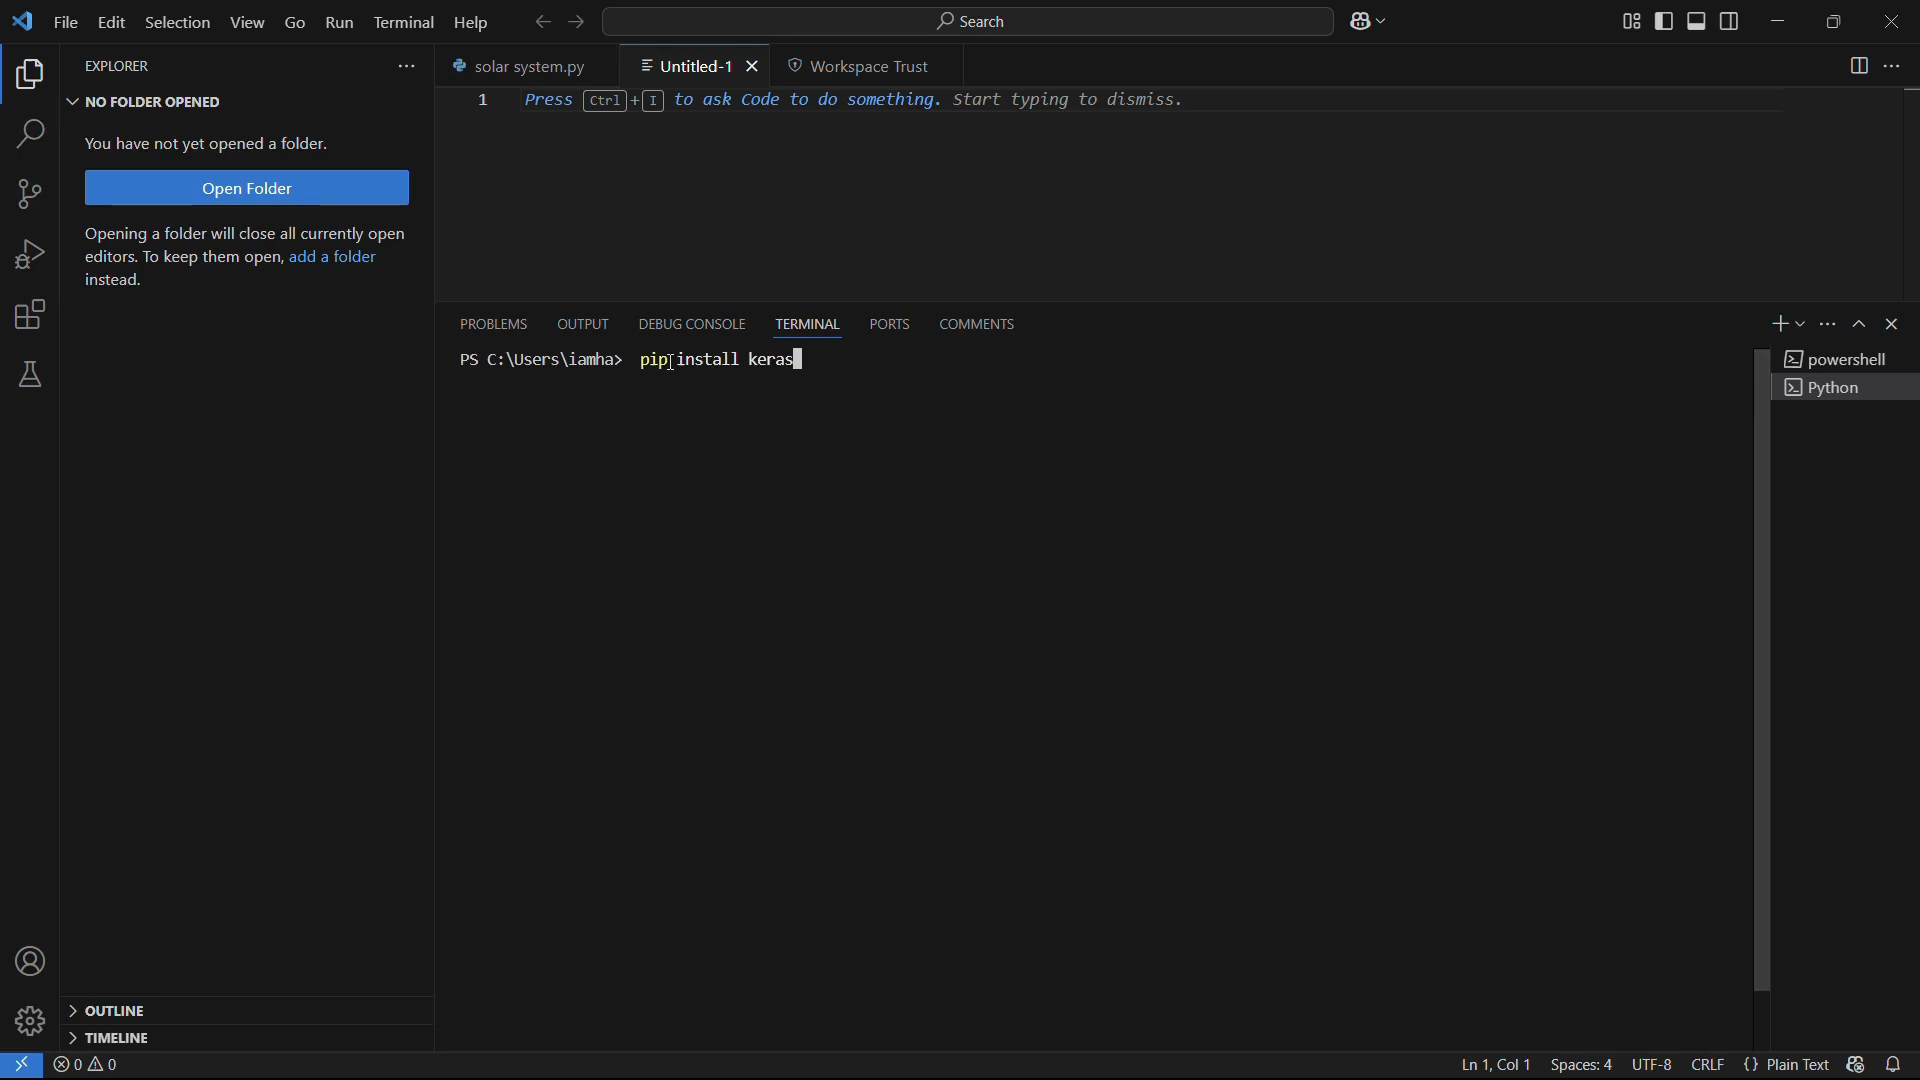 File Edit Selection View Go Run Terminal Help
Search
EXPLORER
NO FOLDER OPENED
You have not yet opened a folder.
Open Folder
Opening a folder will close all currently open
editors. To keep them open, add a folder
instead.
OUTLINE
TIMELINE
solar system.py Untitled-1 Workspace Trust
1 Press Ctrl + I to ask Code to do something. Start typing to dismiss.
PROBLEMS OUTPUT DEBUG CONSOLE TERMINAL PORTS COMMENTS
PS C:\Users\iamha> pip install keras
powershell
Python
0 0 Ln 1, Col 1 Spaces: 4 UTF-8 CRLF {} Plain Text